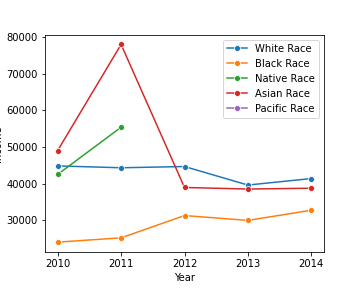 80000
70000
60000
50000
40000
30000
2010
2011
2012
2013
2014
Year
White Race
Black Race
Native Race
Asian Race
Pacific Race